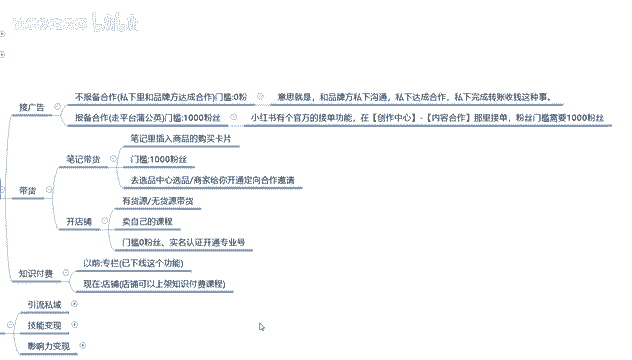 接广告
不报备合作(私下里和品牌方达成合作)门槛:0粉
意思就是，和品牌方私下沟通，私下达成合作，私下完成转账收钱这种事。
报备合作(走平台蒲公英)门槛:1000粉丝
小红书有个官方的接单功能，在【创作中心】-【内容合作】那里接单，粉丝门槛需要1000粉丝
带货
笔记带货
笔记里插入商品的购买卡片
门槛:1000粉丝
去选品中心选品/商家给你开通定向合作邀请
开店铺
有货源/无货源带货
卖自己的课程
门槛0粉丝、实名认证开通专业号
知识付费
以前:专栏(已下线这个功能)
现在:店铺(店铺可以上架知识付费课程)
引流私域
技能变现
影响力变现